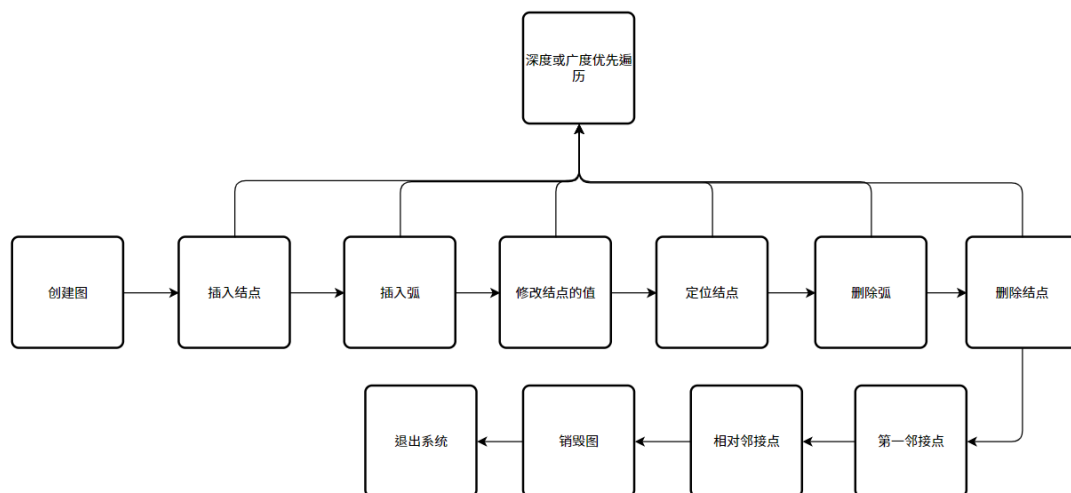 深度或广度优先遍
历
创建图
插入结点
插入弧
修改结点的值
定位结点
删除弧
删除结点
退出系统
销毁图
相对邻接点
第一邻接点